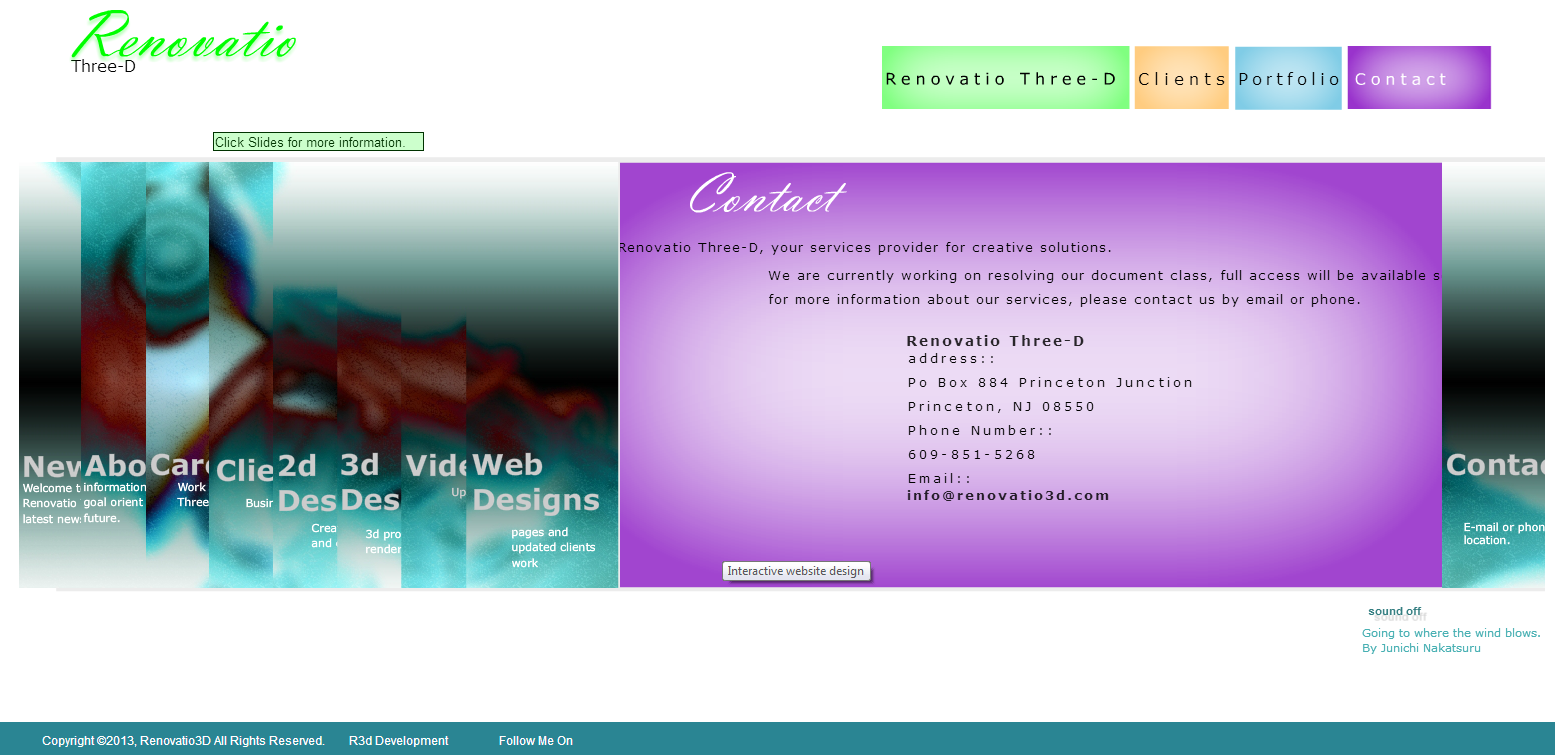 Renovatio
Three-D
Renovatio Three-D
Clients
Portfolio
Contact
Click Slides for more information.
Contact
Renovatio Three-D, your services provider for creative solutions.
We are currently working on resolving our document class, full access will be available s
for more information about our services, please contact us by email or phone.
Renovatio Three-D
address::
Po Box 884 Princeton Junction
Princeton, NJ 08550
Phone Number::
609-851-5268
Email::
info@renovatio3d.com
Interactive website design
New
Welcome t
Renovatio
latest news
Abo
information
goal orient
future.
Care
Work
Three
Clie
Busin
2d
Des
Crea
and
3d
Des
3d pro
render
Vide
Up
Web
Designs
pages and
updated clients
work
Contac
E-mail or phon
location.
sound off
Going to where the wind blows.
By Junichi Nakatsuru
Copyright ©2013, Renovatio3D All Rights Reserved.
R3d Development
Follow Me On